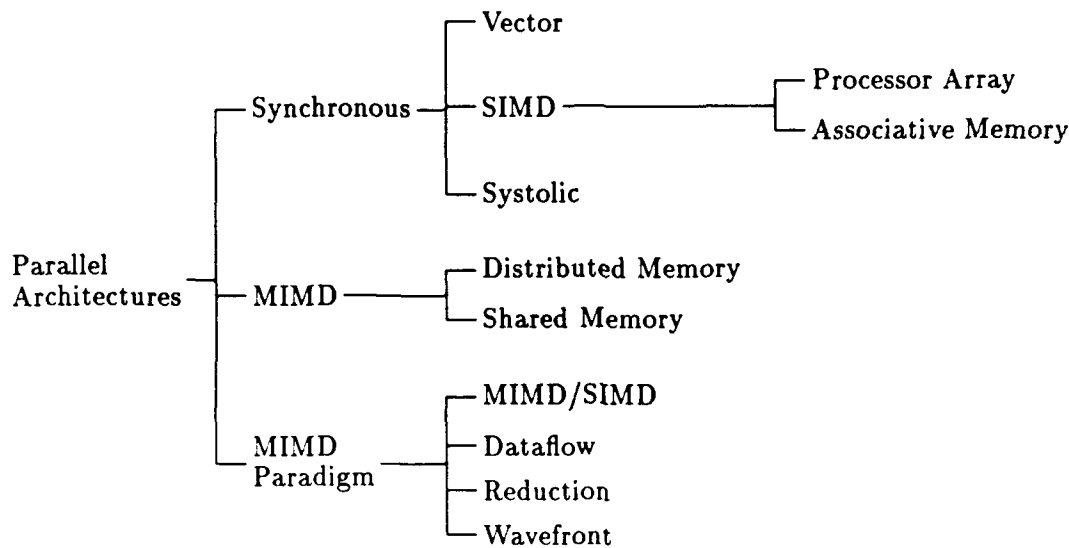 Vector
Synchronous
SIMD
Processor Array
Associative Memory
Systolic
Parallel
Architectures
MIMD
Distributed Memory
Shared Memory
MIMD
Paradigm
MIMD/SIMD
Dataflow
Reduction
Wavefront